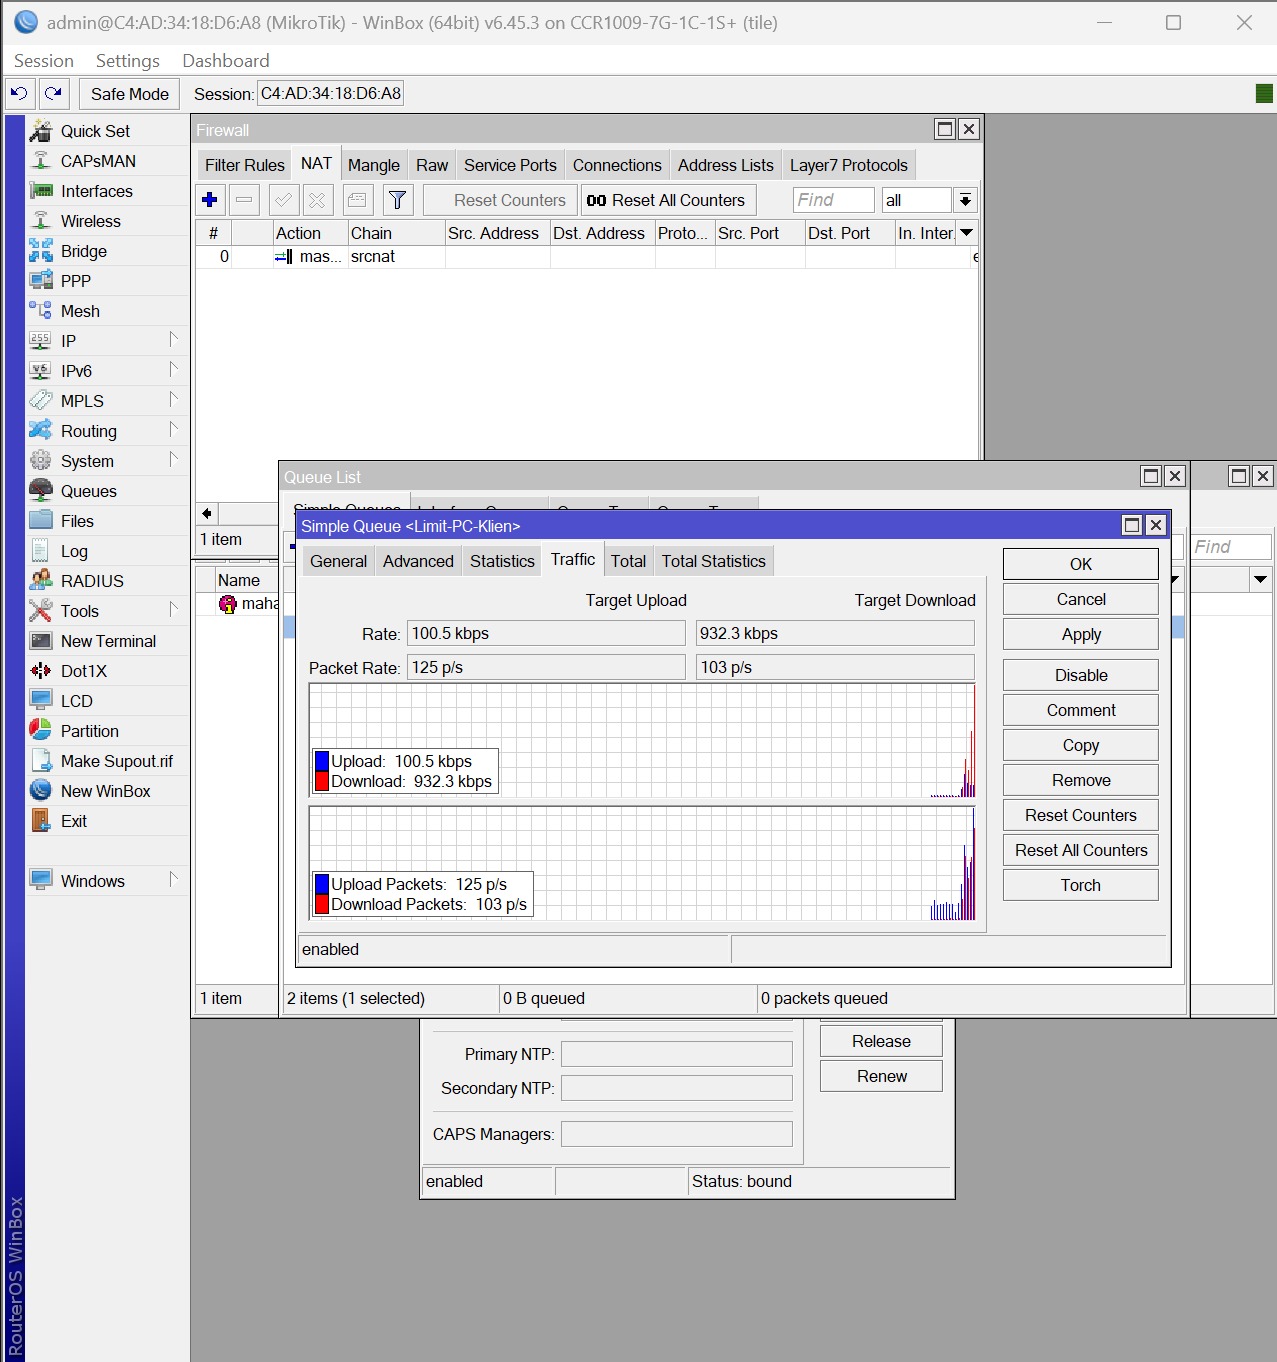 admin@C4:AD:34:18:D6:A8 (MikroTik) - WinBox (64bit) v6.45.3 on CCR1009-7G-1C-1S+ (tile)
Session Settings Dashboard
Safe Mode Session: C4:AD:34:18:D6:A8
Quick Set
CAPsMAN
Interfaces
Wireless
Bridge
PPP
Mesh
IP
IPv6
MPLS
Routing
System
Queues
Files
Log
RADIUS
Tools
New Terminal
Dot1X
LCD
Partition
Make Supout.rif
New WinBox
Exit
Windows
RouterOS WinBox
Firewall
Filter Rules NAT Mangle Raw Service Ports Connections Address Lists Layer7 Protocols
Reset Counters 00 Reset All Counters Find all
# Action Chain Src. Address Dst. Address Proto... Src. Port Dst. Port In. Inter.
0 mas... srcnat
1 item
Name
maha
1 item
Find
Queue List
Simple Queues
Simple Queue <Limit-PC-Klien>
General Advanced Statistics Traffic Total Total Statistics
Target Upload Target Download
Rate: 100.5 kbps 932.3 kbps
Packet Rate: 125 p/s 103 p/s
Upload: 100.5 kbps
Download: 932.3 kbps
Upload Packets: 125 p/s
Download Packets: 103 p/s
enabled
OK
Cancel
Apply
Disable
Comment
Copy
Remove
Reset Counters
Reset All Counters
Torch
2 items (1 selected) 0 B queued 0 packets queued
Primary NTP:
Secondary NTP:
CAPS Managers:
Release
Renew
enabled Status: bound